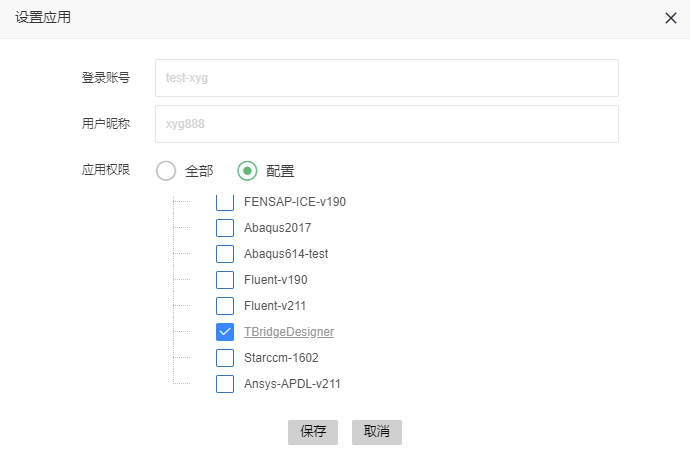 设置应用
登录账号 test-xyg
用户昵称 xyg888
应用权限 全部 配置
FENSAP-ICE-v190
Abaqus2017
Abaqus614-test
Fluent-v190
Fluent-v211
TBridgeDesigner
Starccm-1602
Ansys-APDL-v211
保存 取消